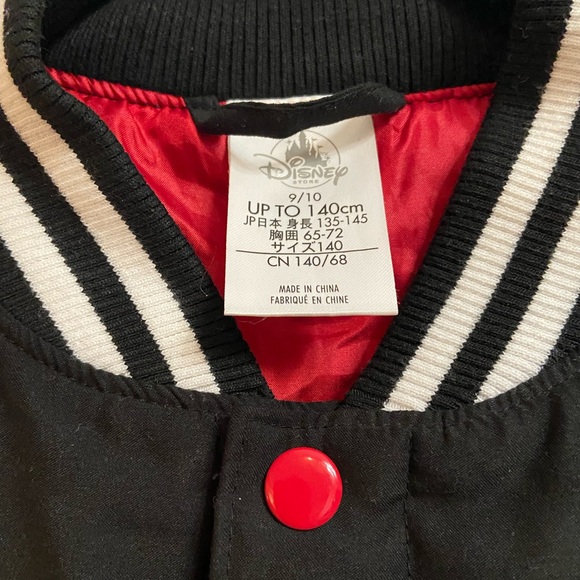 Disney
STORE
9/10
UP TO 140cm
JP日本 身長 135-145
胸囲 65-72
サイズ140
CN 140/68
MADE IN CHINA
FABRIQUÉ EN CHINE